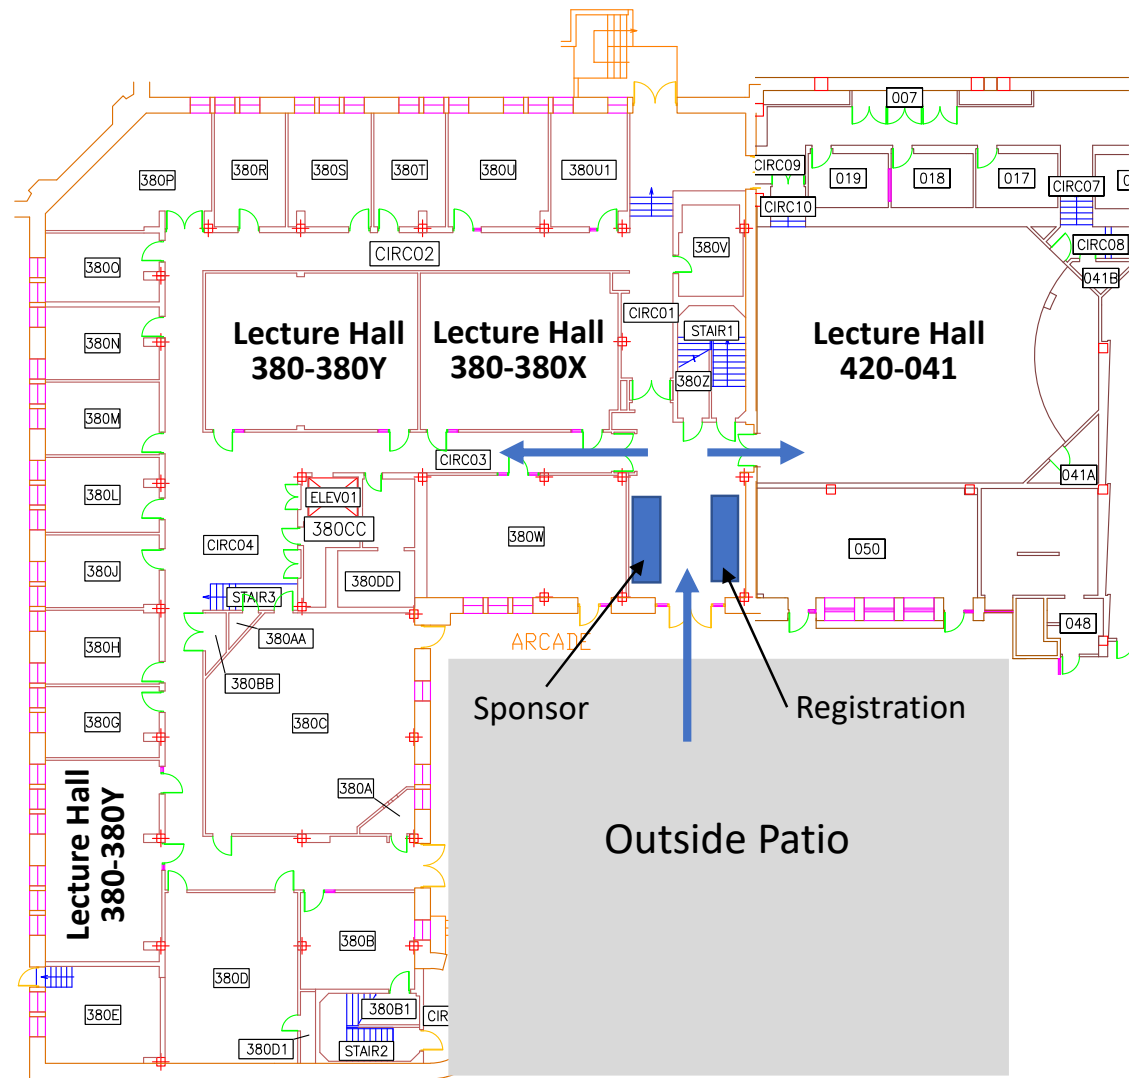 007
CIRC09
380P
380R
380S
380T
380U
380U1
019
018
017
CIRC07
0
CIRC10
CIRC02
380V
CIRC08
380O
041B
CIRC01
Lecture Hall
380-380Y
Lecture Hall
380-380X
STAIR1
Lecture Hall
420-041
380N
380Z
380M
CIRC03
041A
380L
ELEV01
380CC
380W
CIRC04
050
380J
380DD
STAIR3
048
380AA
ARCADE
380H
380BB
Sponsor
Registration
380G
380C
380A
Outside Patio
Lecture Hall
380-380Y
380B
380D
380E
380B1
CIR
380D1
STAIR2